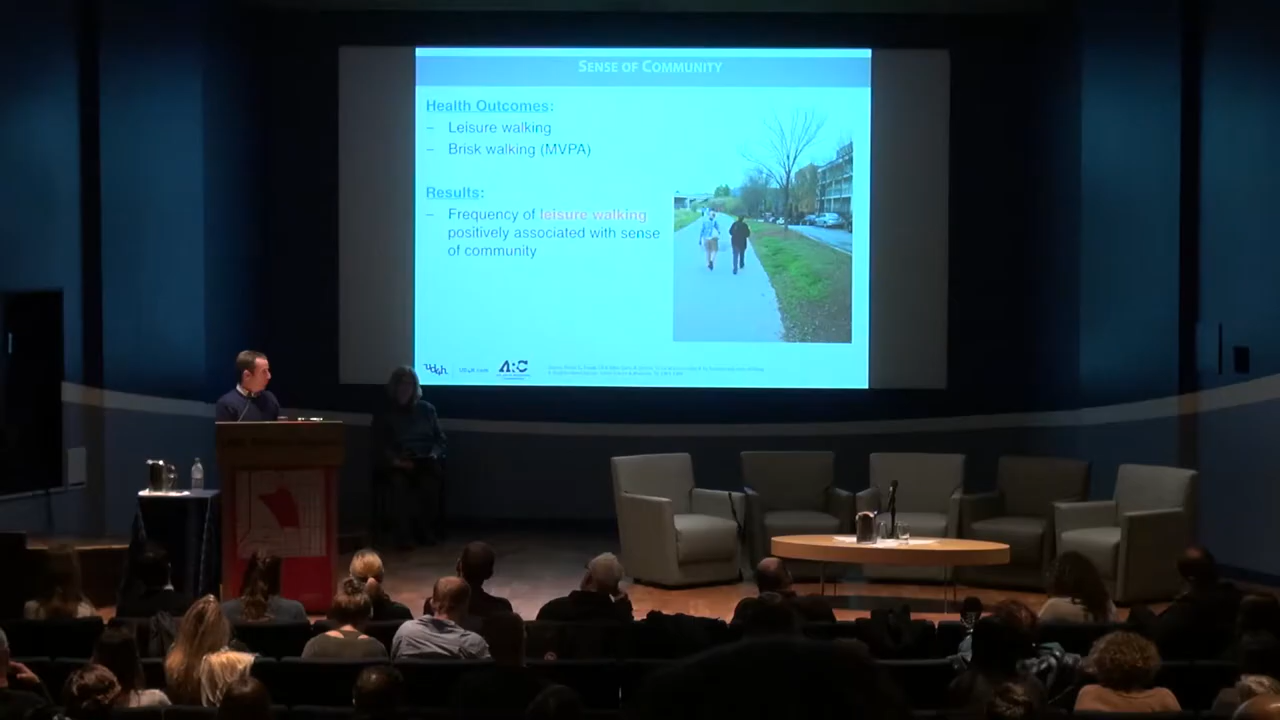 SENSE OF COMMUNITY
Health Outcomes:
– Leisure walking
– Brisk walking (MVPA)
Results:
– Frequency of leisure walking
positively associated with sense
of community